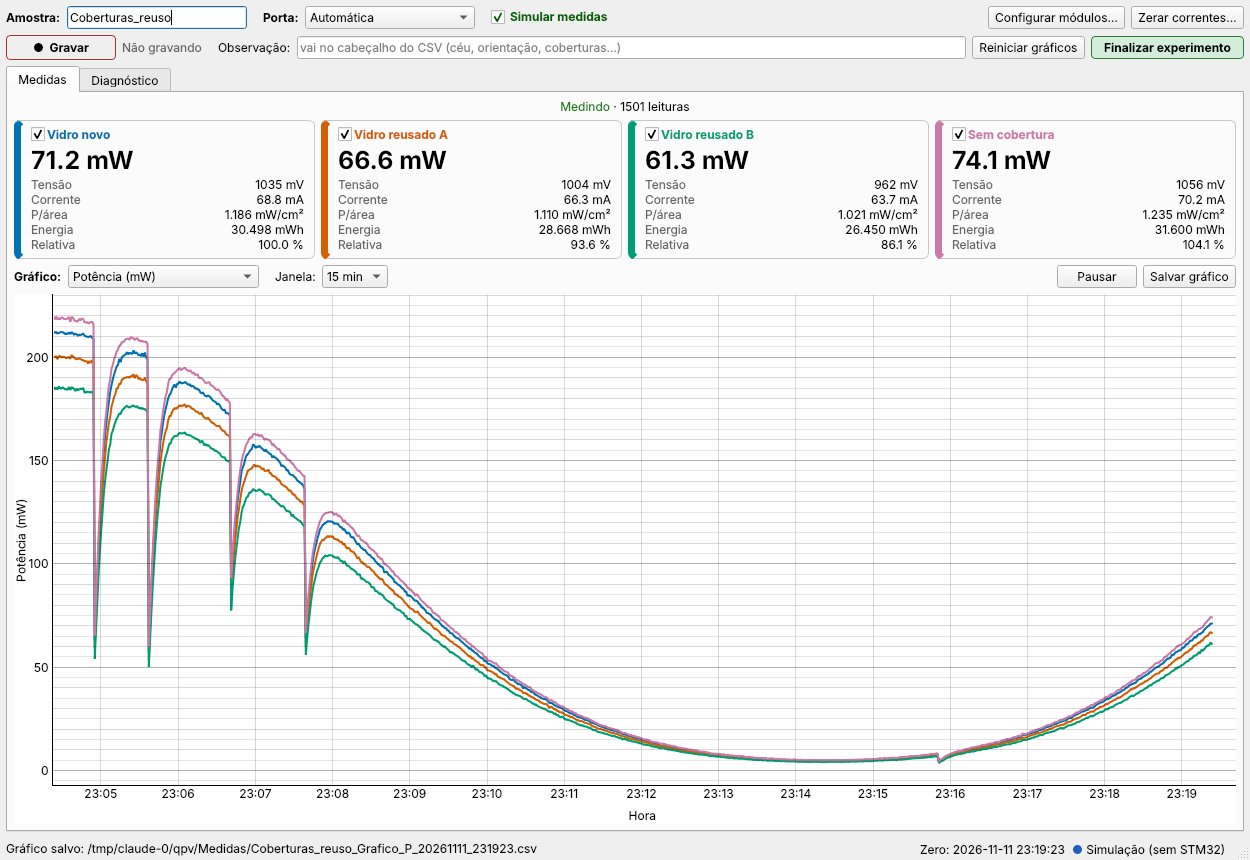 Amostra: Coberturas_reuso Porta: Automática Simular medidas Configurar módulos... Zerar correntes...
Gravar Não gravando Observação: vai no cabeçalho do CSV (céu, orientação, coberturas...) Reiniciar gráficos Finalizar experimento
Medidas Diagnóstico
Medindo · 1501 leituras
Vidro novo
71.2 mW
Tensão 1035 mV
Corrente 68.8 mA
P/área 1.186 mW/cm²
Energia 30.498 mWh
Relativa 100.0 %
Vidro reusado A
66.6 mW
Tensão 1004 mV
Corrente 66.3 mA
P/área 1.110 mW/cm²
Energia 28.668 mWh
Relativa 93.6 %
Vidro reusado B
61.3 mW
Tensão 962 mV
Corrente 63.7 mA
P/área 1.021 mW/cm²
Energia 26.450 mWh
Relativa 86.1 %
Sem cobertura
74.1 mW
Tensão 1056 mV
Corrente 70.2 mA
P/área 1.235 mW/cm²
Energia 31.600 mWh
Relativa 104.1 %
Gráfico: Potência (mW) Janela: 15 min Pausar Salvar gráfico
Potência (mW)
200
150
100
50
0
23:05 23:06 23:07 23:08 23:09 23:10 23:11 23:12 23:13 23:14 23:15 23:16 23:17 23:18 23:19
Hora
Gráfico salvo: /tmp/claude-0/qpv/Medidas/Coberturas_reuso_Grafico_P_20261111_231923.csv Zero: 2026-11-11 23:19:23 Simulação (sem STM32)